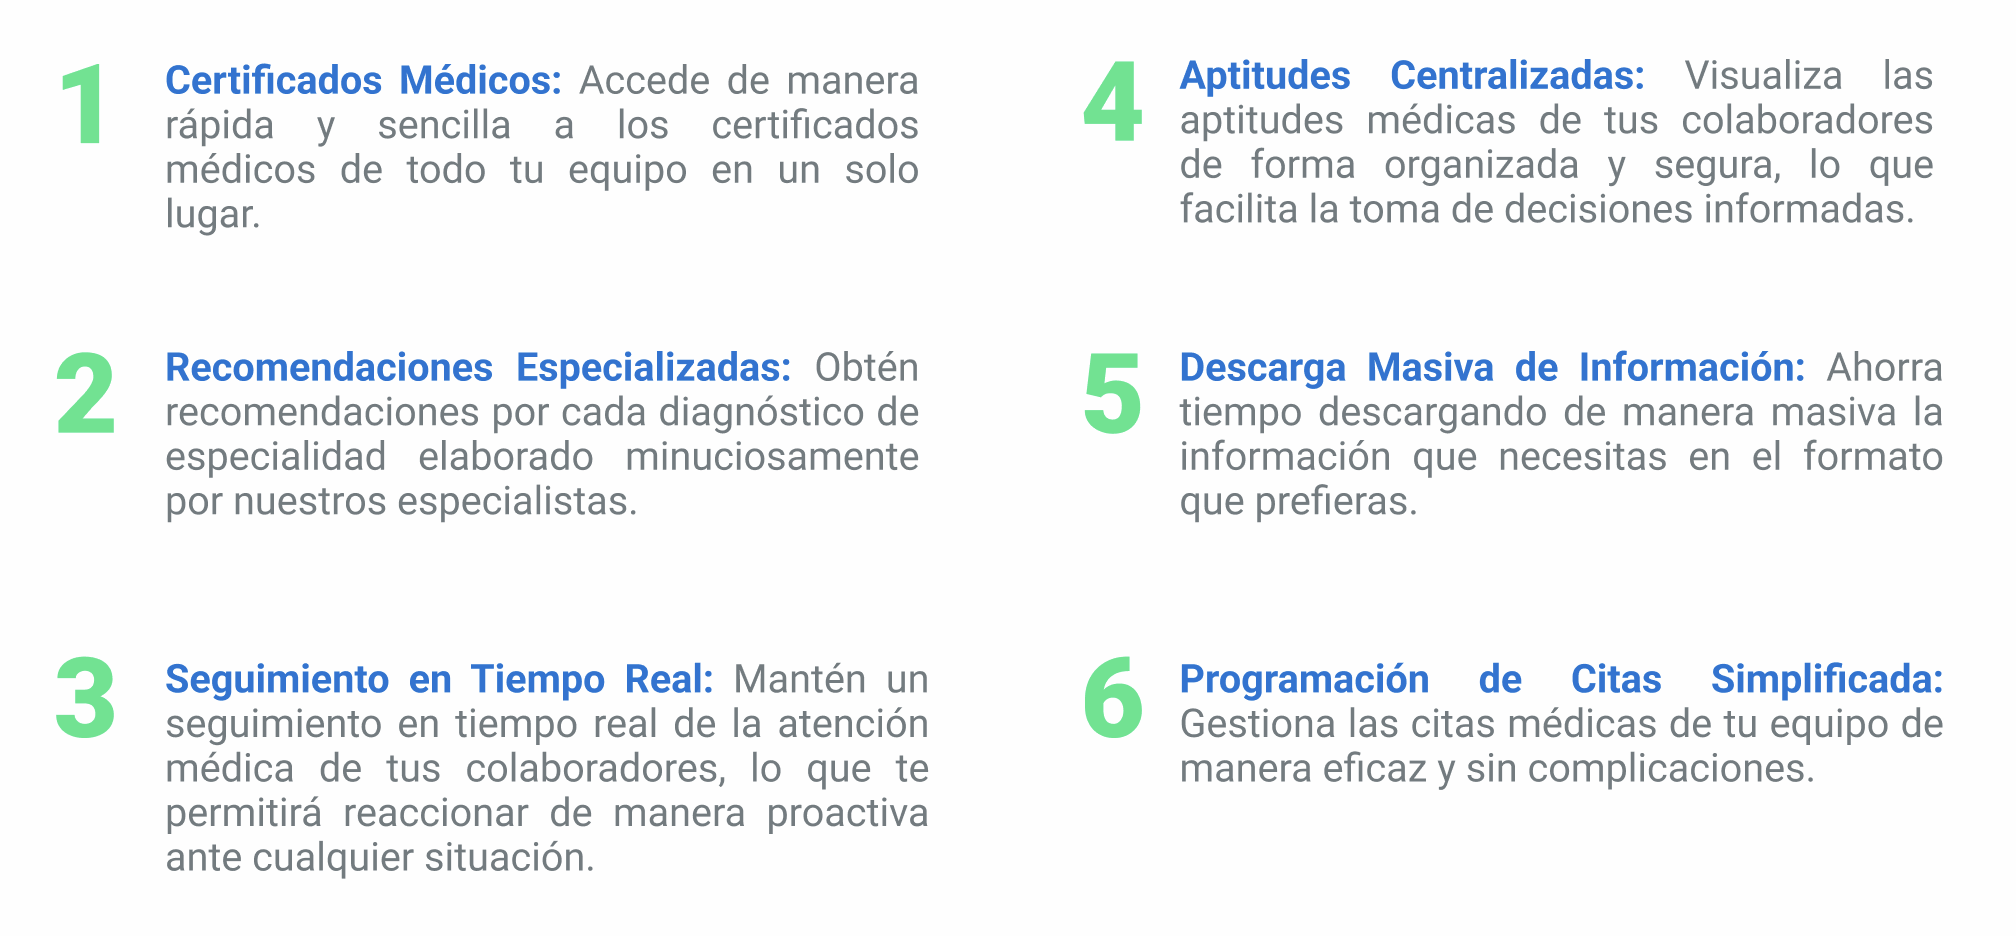 1
Certificados Médicos: Accede de manera
rápida y sencilla a los certificados
médicos de todo tu equipo en un solo
lugar.
2
Recomendaciones Especializadas: Obtén
recomendaciones por cada diagnóstico de
especialidad elaborado minuciosamente
por nuestros especialistas.
3
Seguimiento en Tiempo Real: Mantén un
seguimiento en tiempo real de la atención
médica de tus colaboradores, lo que te
permitirá reaccionar de manera proactiva
ante cualquier situación.
4
Aptitudes Centralizadas: Visualiza las
aptitudes médicas de tus colaboradores
de forma organizada y segura, lo que
facilita la toma de decisiones informadas.
5
Descarga Masiva de Información: Ahorra
tiempo descargando de manera masiva la
información que necesitas en el formato
que prefieras.
6
Programación de Citas Simplificada:
Gestiona las citas médicas de tu equipo de
manera eficaz y sin complicaciones.